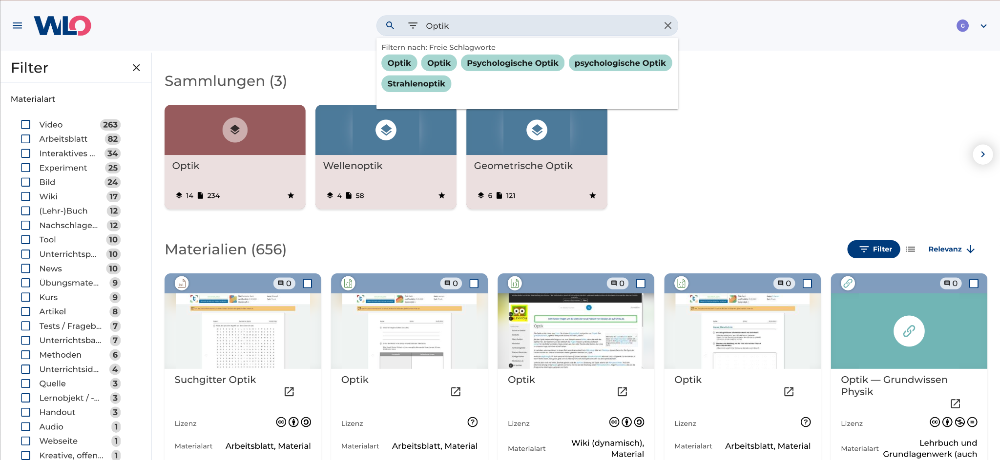 WLO
Optik
G
Filtern nach: Freie Schlagworte
Optik Optik Psychologische Optik psychologische Optik
Strahlenoptik
Filter
Materialart
Video 263
Arbeitsblatt 82
Interaktives ... 34
Experiment 25
Bild 24
Wiki 17
(Lehr-)Buch 12
Nachschlage... 12
Tool 10
Unterrichtsp... 10
News 10
Übungsmate... 9
Kurs 9
Artikel 8
Tests / Frageb... 7
Unterrichtsba... 7
Methoden 6
Unterrichtsid... 4
Quelle 3
Lernobjekt / -... 3
Handout 3
Audio 1
Webseite 1
Kreative, offen... 1
Sammlungen (3)
Optik
14 234
Wellenoptik
4 58
Geometrische Optik
6 121
Materialien (656)
Filter
Relevanz
txt 0
Suchgitter Optik
Lizenz
Materialart Arbeitsblatt, Material
{} 0
Optik
Lizenz
Materialart Arbeitsblatt, Material
{} 0
LEXIKON
Optik
Optik
Lizenz
Materialart Wiki (dynamisch),
Material
{} 0
Optik
Lizenz
Materialart Arbeitsblatt, Material
0
Optik — Grundwissen
Physik
Lizenz
Materialart Lehrbuch und
Grundlagenwerk (auch